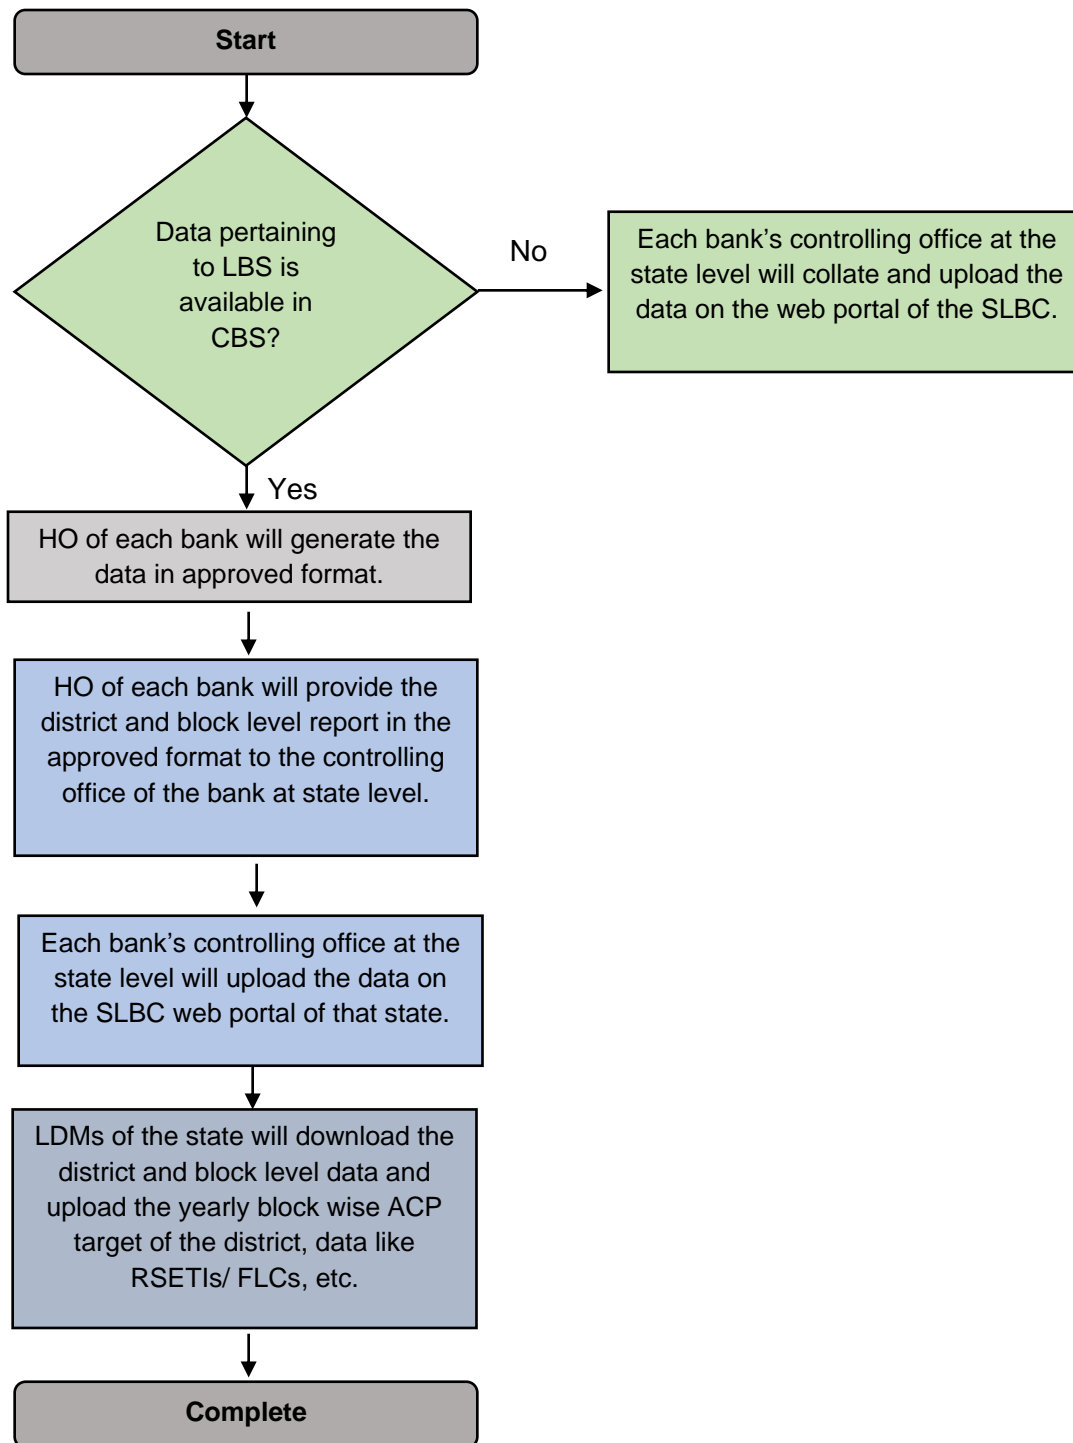 Start
Data pertaining
to LBS is
available in
CBS?
No
Each bank’s controlling office at the
state level will collate and upload the
data on the web portal of the SLBC.
Yes
HO of each bank will generate the
data in approved format.
HO of each bank will provide the
district and block level report in the
approved format to the controlling
office of the bank at state level.
Each bank’s controlling office at the
state level will upload the data on
the SLBC web portal of that state.
LDMs of the state will download the
district and block level data and
upload the yearly block wise ACP
target of the district, data like
RSETIs/ FLCs, etc.
Complete